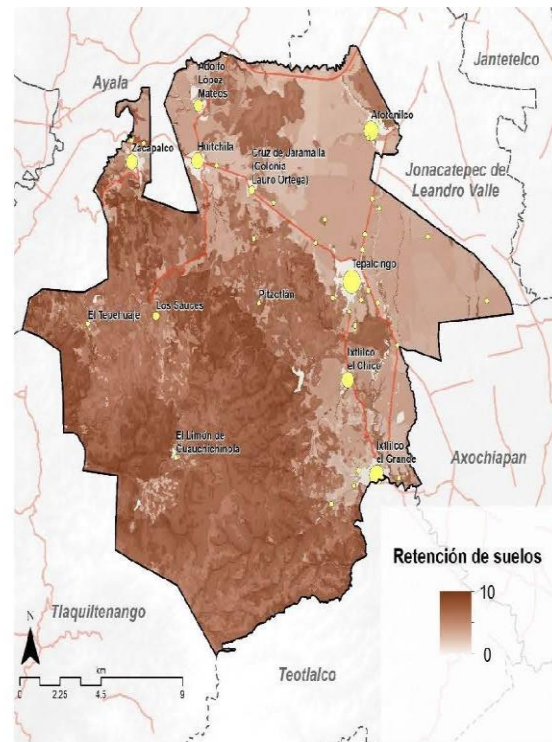 Jantetelco
Ayala
Adolfo
López
Mateos
Atotonilco
Zacapalco
Huitchila
Cruz de Jaramalla
(Colonia
Lauro Ortega)
Jonacatepec de
Leandro Valle
Tepalcingo
Pitzotlán
El Tepehuaje
Los Sauces
Ixtlilco
el Chico
El Limón de
Cuauchichinola
Ixtlilco
el Grande
Axochiapan
Retención de suelos
10
0
Tlaquiltenango
N
km
0 2.25 4.5 9
Teotlalco